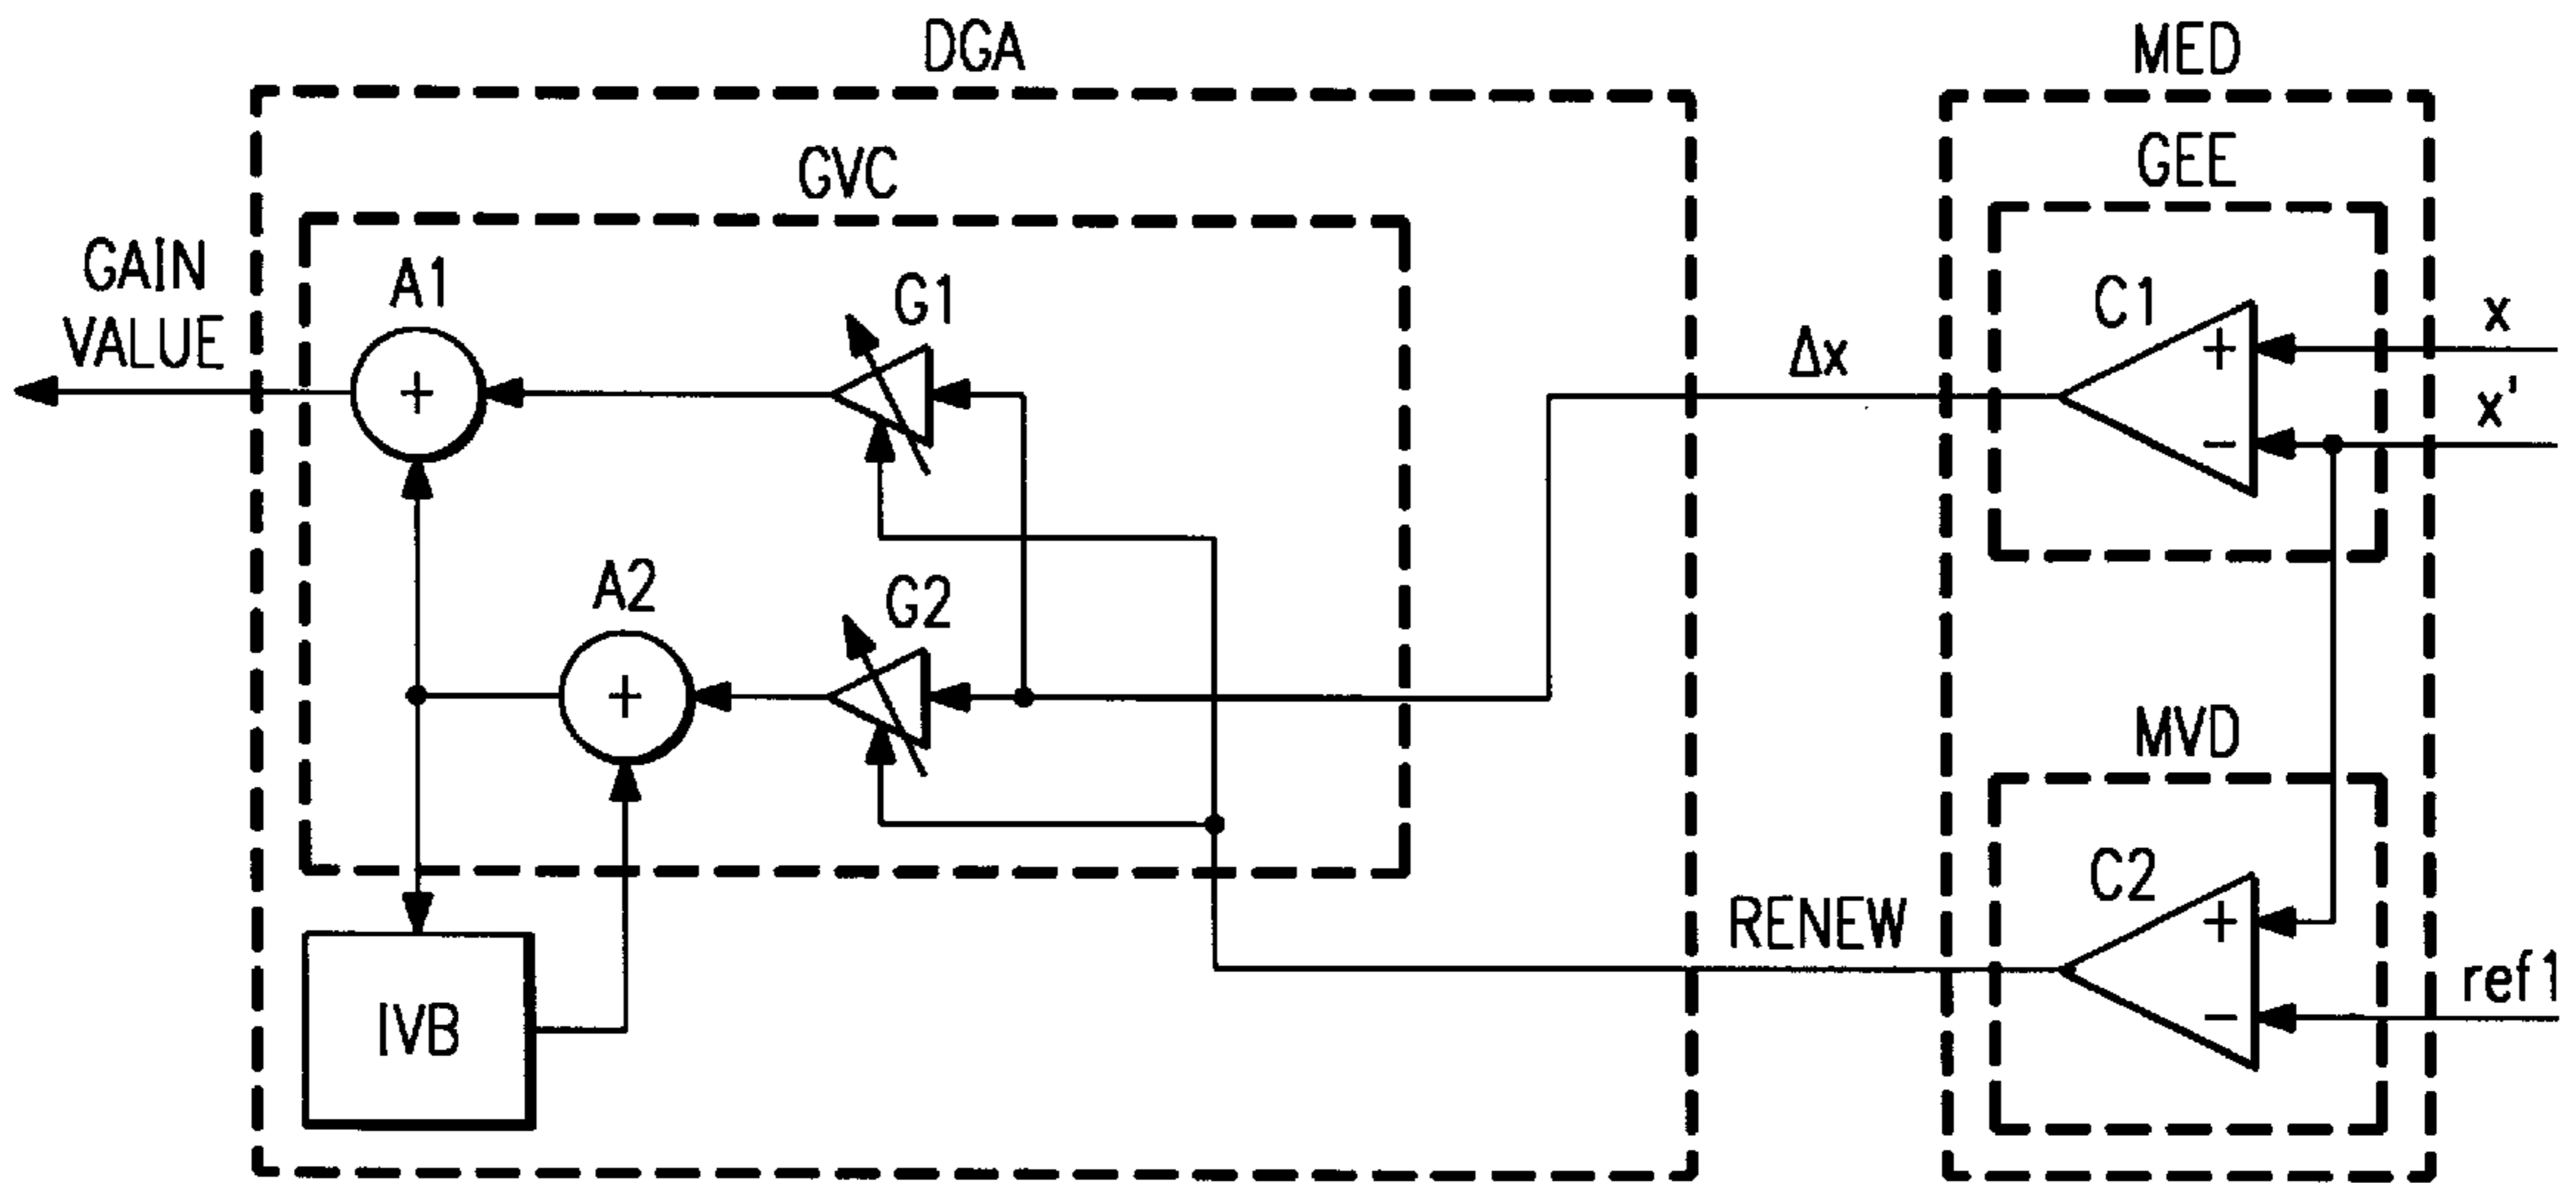 DGA
MED
GVC
GEE
GAIN
VALUE
A1
G1
C1
+
x
Δx
+
x'
−
A2
G2
+
MVD
C2
RENEW
+
ref1
IVB
−